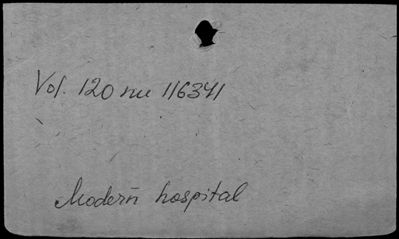 Vol. 120 nu 116341
Modern hospital